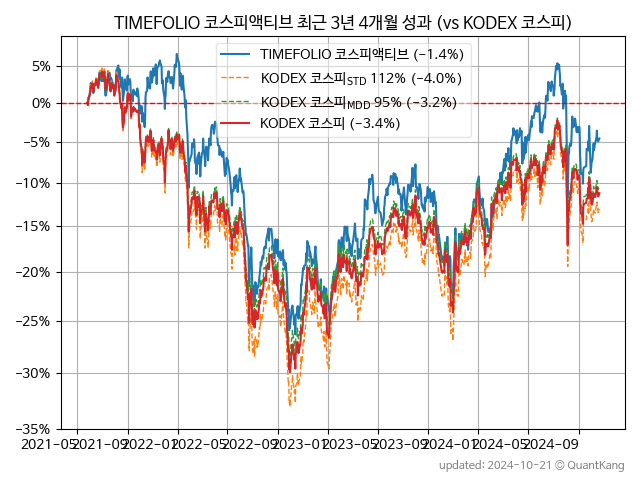 TIMEFOLIO 코스피액티브 최근 3년 4개월 성과 (vs KODEX 코스피)
TIMEFOLIO 코스피액티브 (−1.4%)
KODEX 코스피STD 112% (−4.0%)
KODEX 코스피MDD 95% (−3.2%)
KODEX 코스피 (−3.4%)
5%
0%
−5%
−10%
−15%
−20%
−25%
−30%
−35%
2021-05 2021-09 2022-01 2022-05 2022-09 2023-01 2023-05 2023-09 2024-01 2024-05 2024-09
updated: 2024-10-21 © QuantKang